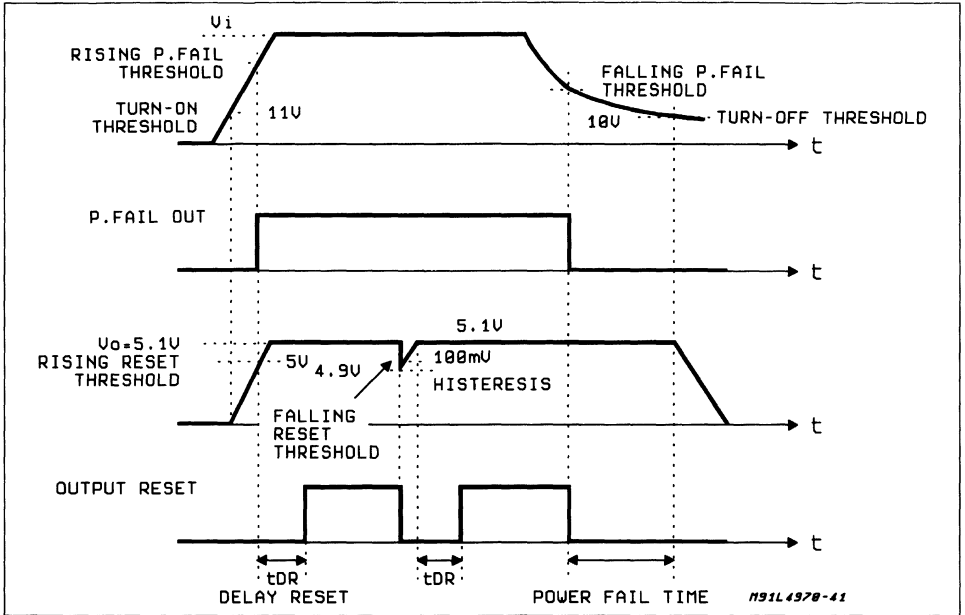 Vi
RISING P.FAIL
THRESHOLD
TURN-ON
THRESHOLD
11V
FALLING P.FAIL
THRESHOLD
10V
TURN-OFF THRESHOLD
t
P.FAIL OUT
t
Vo=5.1V
RISING RESET
THRESHOLD
5V
4.9V
5.1V
100mV
HISTERESIS
FALLING
RESET
THRESHOLD
t
OUTPUT RESET
t
tDR
tDR
DELAY RESET
POWER FAIL TIME
M91L4970-41